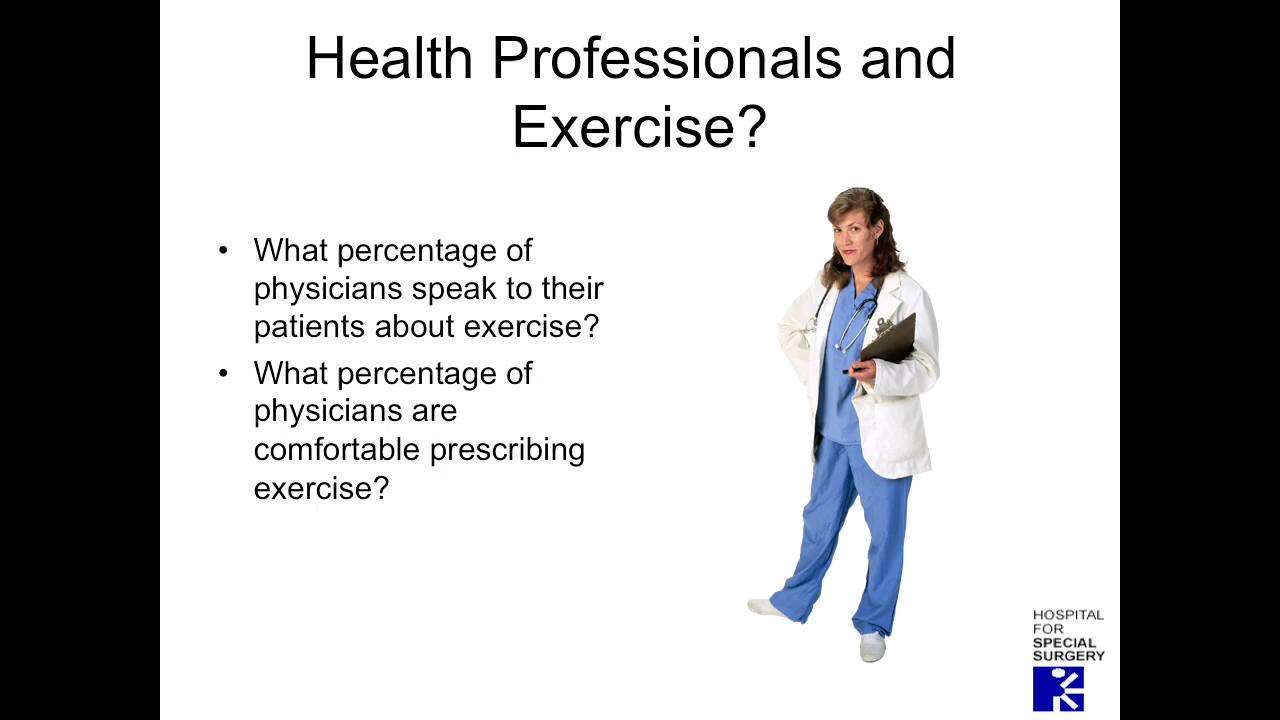 Health Professionals and
Exercise?
• What percentage of
physicians speak to their
patients about exercise?
• What percentage of
physicians are
comfortable prescribing
exercise?
HOSPITAL
FOR
SPECIAL
SURGERY